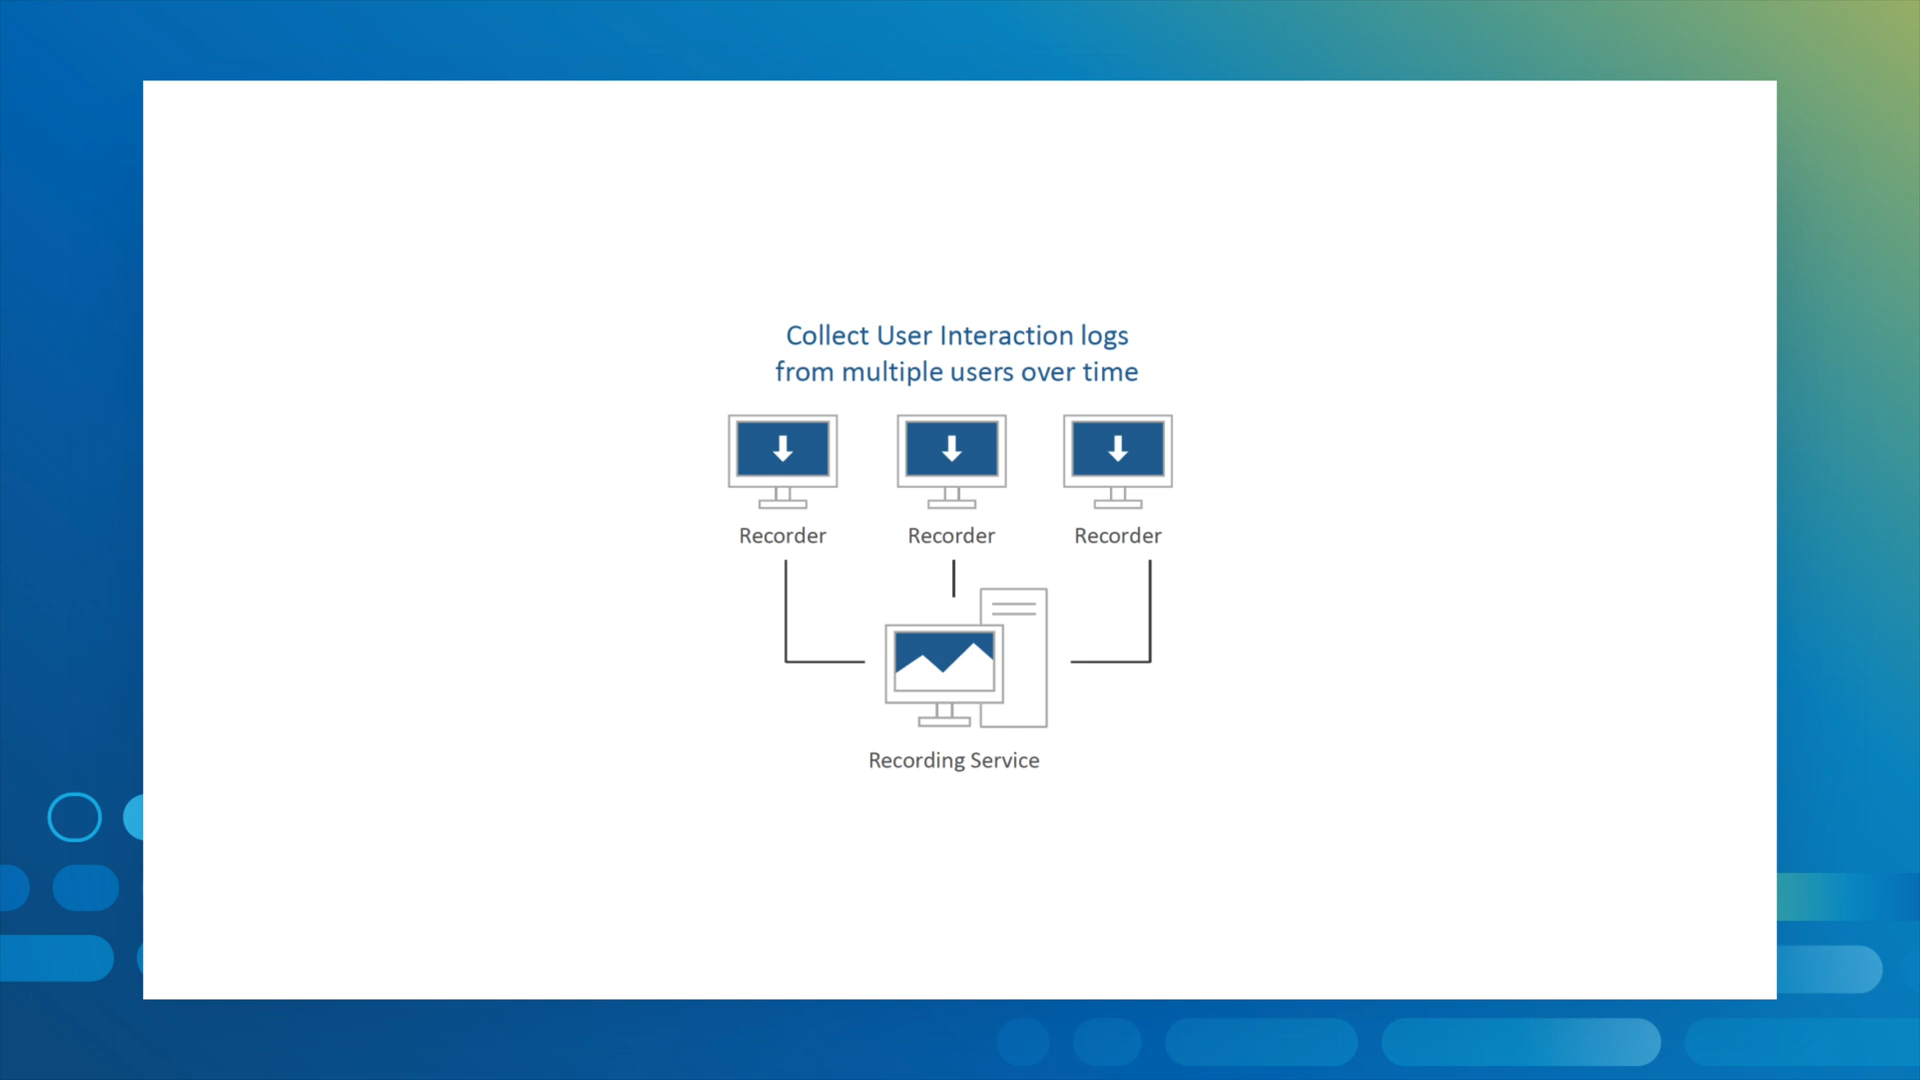 Collect User Interaction logs
from multiple users over time
Recorder
Recorder
Recorder
Recording Service